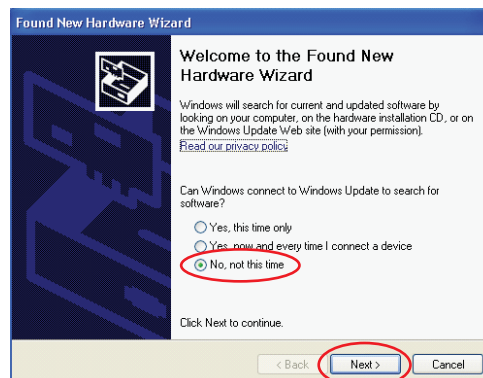 Found New Hardware Wizard
Welcome to the Found New
Hardware Wizard
Windows will search for current and updated software by
looking on your computer, on the hardware installation CD, or on
the Windows Update Web site (with your permission).
Read our privacy policy
Can Windows connect to Windows Update to search for
software?
Yes, this time only
Yes, now and every time I connect a device
No, not this time
Click Next to continue.
< Back
Next >
Cancel